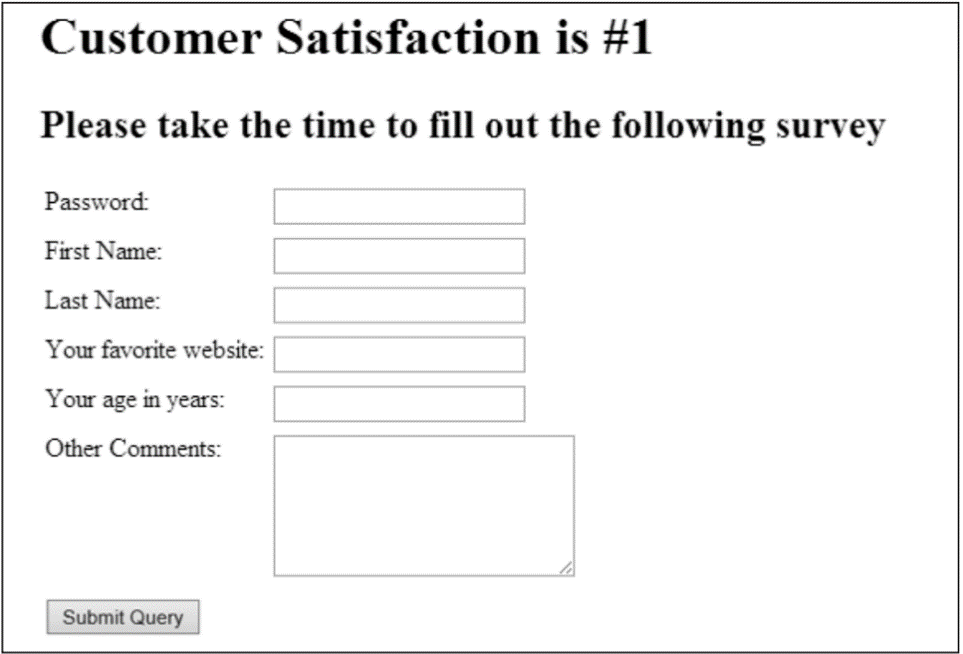 Customer Satisfaction is #1
Please take the time to fill out the following survey
Password:
First Name:
Last Name:
Your favorite website:
Your age in years:
Other Comments:
Submit Query